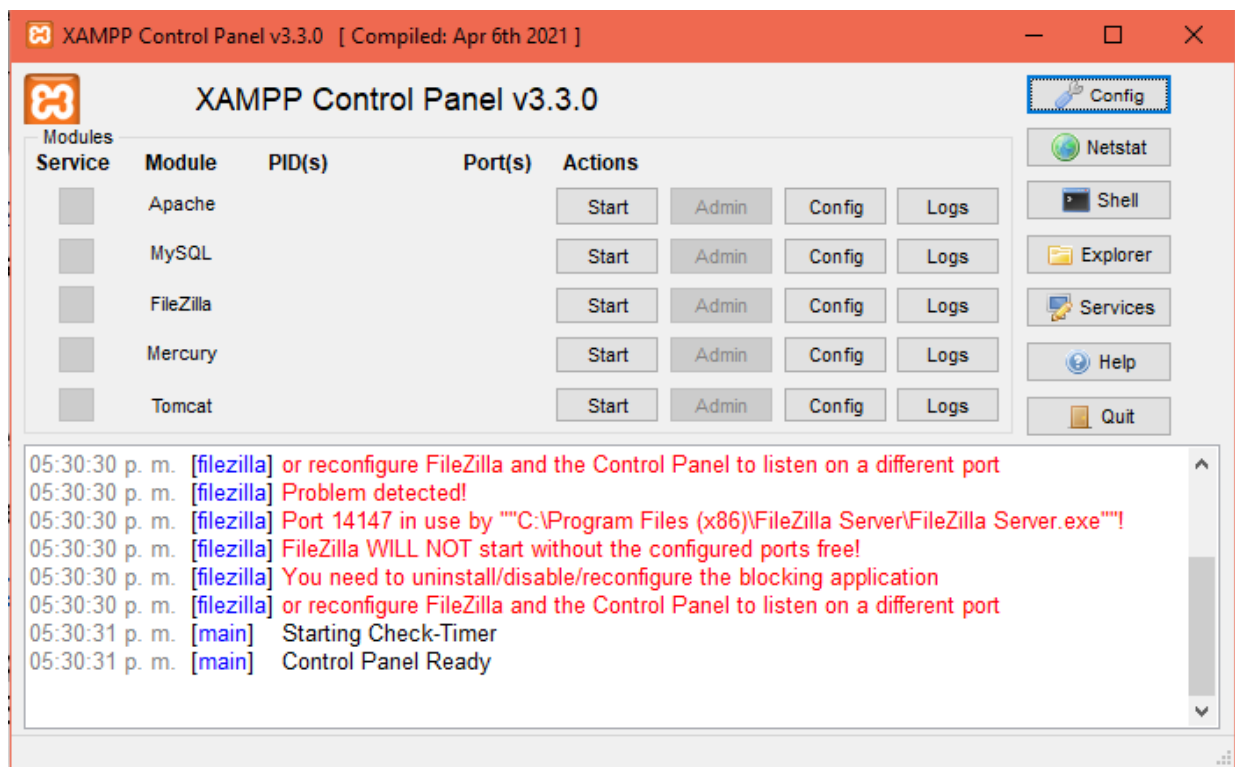 XAMPP Control Panel v3.3.0 [ Compiled: Apr 6th 2021 ]
XAMPP Control Panel v3.3.0
Config
Modules
Service Module PID(s) Port(s) Actions
Netstat
Apache Start Admin Config Logs
Shell
MySQL Start Admin Config Logs
Explorer
FileZilla Start Admin Config Logs
Services
Mercury Start Admin Config Logs
Help
Tomcat Start Admin Config Logs
Quit
05:30:30 p. m. [filezilla] or reconfigure FileZilla and the Control Panel to listen on a different port
05:30:30 p. m. [filezilla] Problem detected!
05:30:30 p. m. [filezilla] Port 14147 in use by ""C:\Program Files (x86)\FileZilla Server\FileZilla Server.exe""!
05:30:30 p. m. [filezilla] FileZilla WILL NOT start without the configured ports free!
05:30:30 p. m. [filezilla] You need to uninstall/disable/reconfigure the blocking application
05:30:30 p. m. [filezilla] or reconfigure FileZilla and the Control Panel to listen on a different port
05:30:31 p. m. [main] Starting Check-Timer
05:30:31 p. m. [main] Control Panel Ready